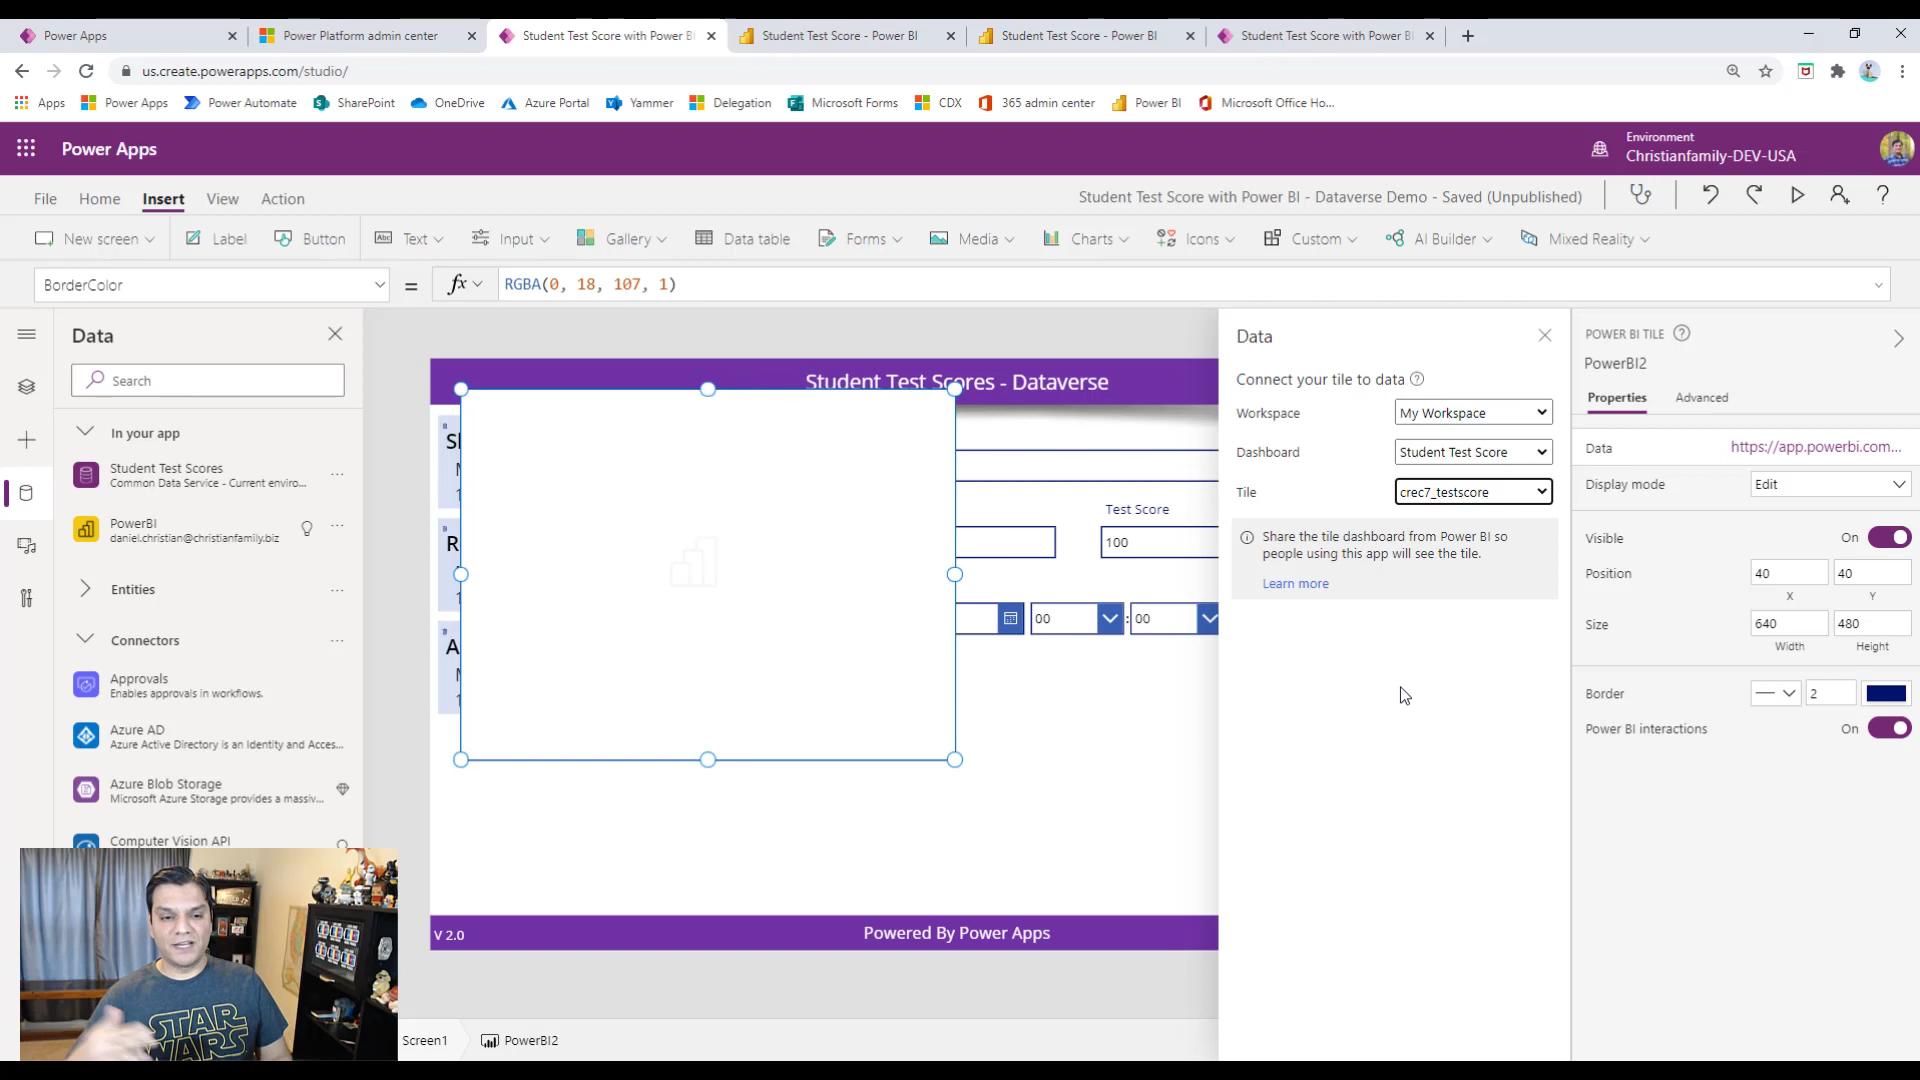 Power Apps
Power Platform admin center
Student Test Score with Power BI
Student Test Score - Power BI
Student Test Score - Power BI
Student Test Score with Power BI
us.create.powerapps.com/studio/
Apps
Power Apps
Power Automate
SharePoint
OneDrive
Azure Portal
Yammer
Delegation
Microsoft Forms
CDX
365 admin center
Power BI
Microsoft Office Ho...
Power Apps
Environment
Christianfamily-DEV-USA
File
Home
Insert
View
Action
Student Test Score with Power BI - Dataverse Demo - Saved (Unpublished)
New screen
Label
Button
Text
Input
Gallery
Data table
Forms
Media
Charts
Icons
Custom
AI Builder
Mixed Reality
BorderColor
=
fx
RGBA(0, 18, 107, 1)
Data
Search
In your app
Student Test Scores
Common Data Service - Current enviro...
PowerBI
daniel.christian@christianfamily.biz
Entities
Connectors
Approvals
Enables approvals in workflows.
Azure AD
Azure Active Directory is an Identity and Acces...
Azure Blob Storage
Microsoft Azure Storage provides a massiv...
Computer Vision API
Student Test Scores - Dataverse
Test Score
100
00
:
00
V 2.0
Powered By Power Apps
Screen1
PowerBI2
Data
Connect your tile to data
Workspace
My Workspace
Dashboard
Student Test Score
Tile
crec7_testscore
Share the tile dashboard from Power BI so
people using this app will see the tile.
Learn more
POWER BI TILE
PowerBI2
Properties
Advanced
Data
https://app.powerbi.com...
Display mode
Edit
Visible
On
Position
40
40
X
Y
Size
640
480
Width
Height
Border
2
Power BI interactions
On
STAR
WARS